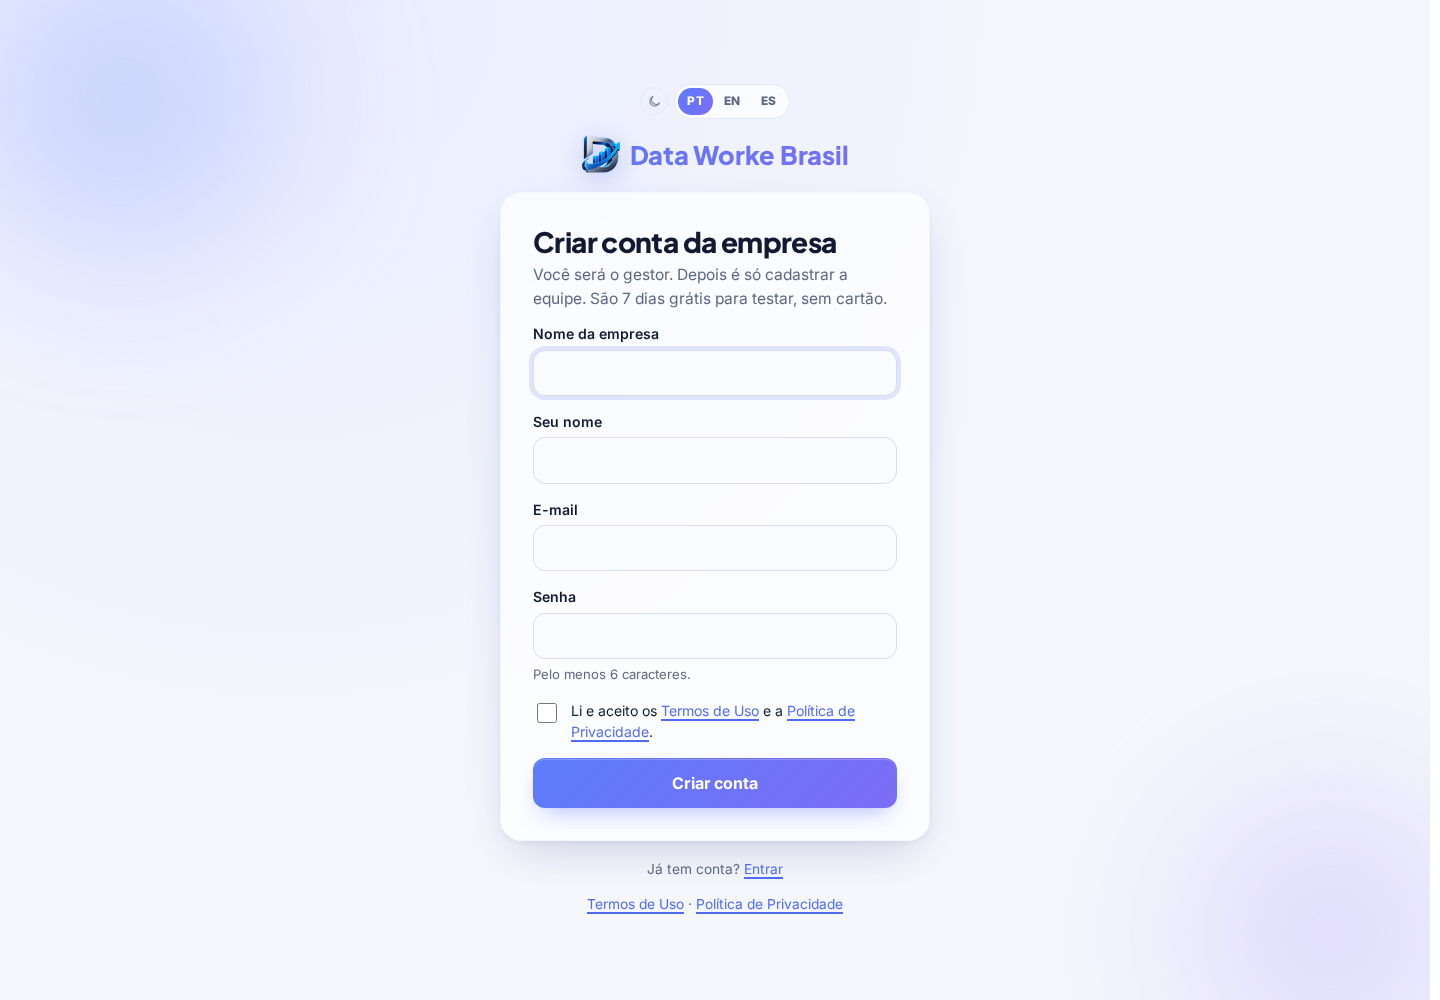 PT EN ES
Data Worke Brasil
Criar conta da empresa
Você será o gestor. Depois é só cadastrar a
equipe. São 7 dias grátis para testar, sem cartão.
Nome da empresa
Seu nome
E-mail
Senha
Pelo menos 6 caracteres.
Li e aceito os Termos de Uso e a Política de
Privacidade.
Criar conta
Já tem conta? Entrar
Termos de Uso · Política de Privacidade